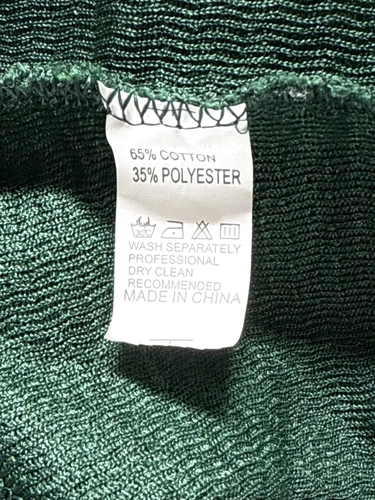 65% COTTON
35% POLYESTER
WASH SEPARATELY
PROFESSIONAL
DRY CLEAN
RECOMMENDED
MADE IN CHINA